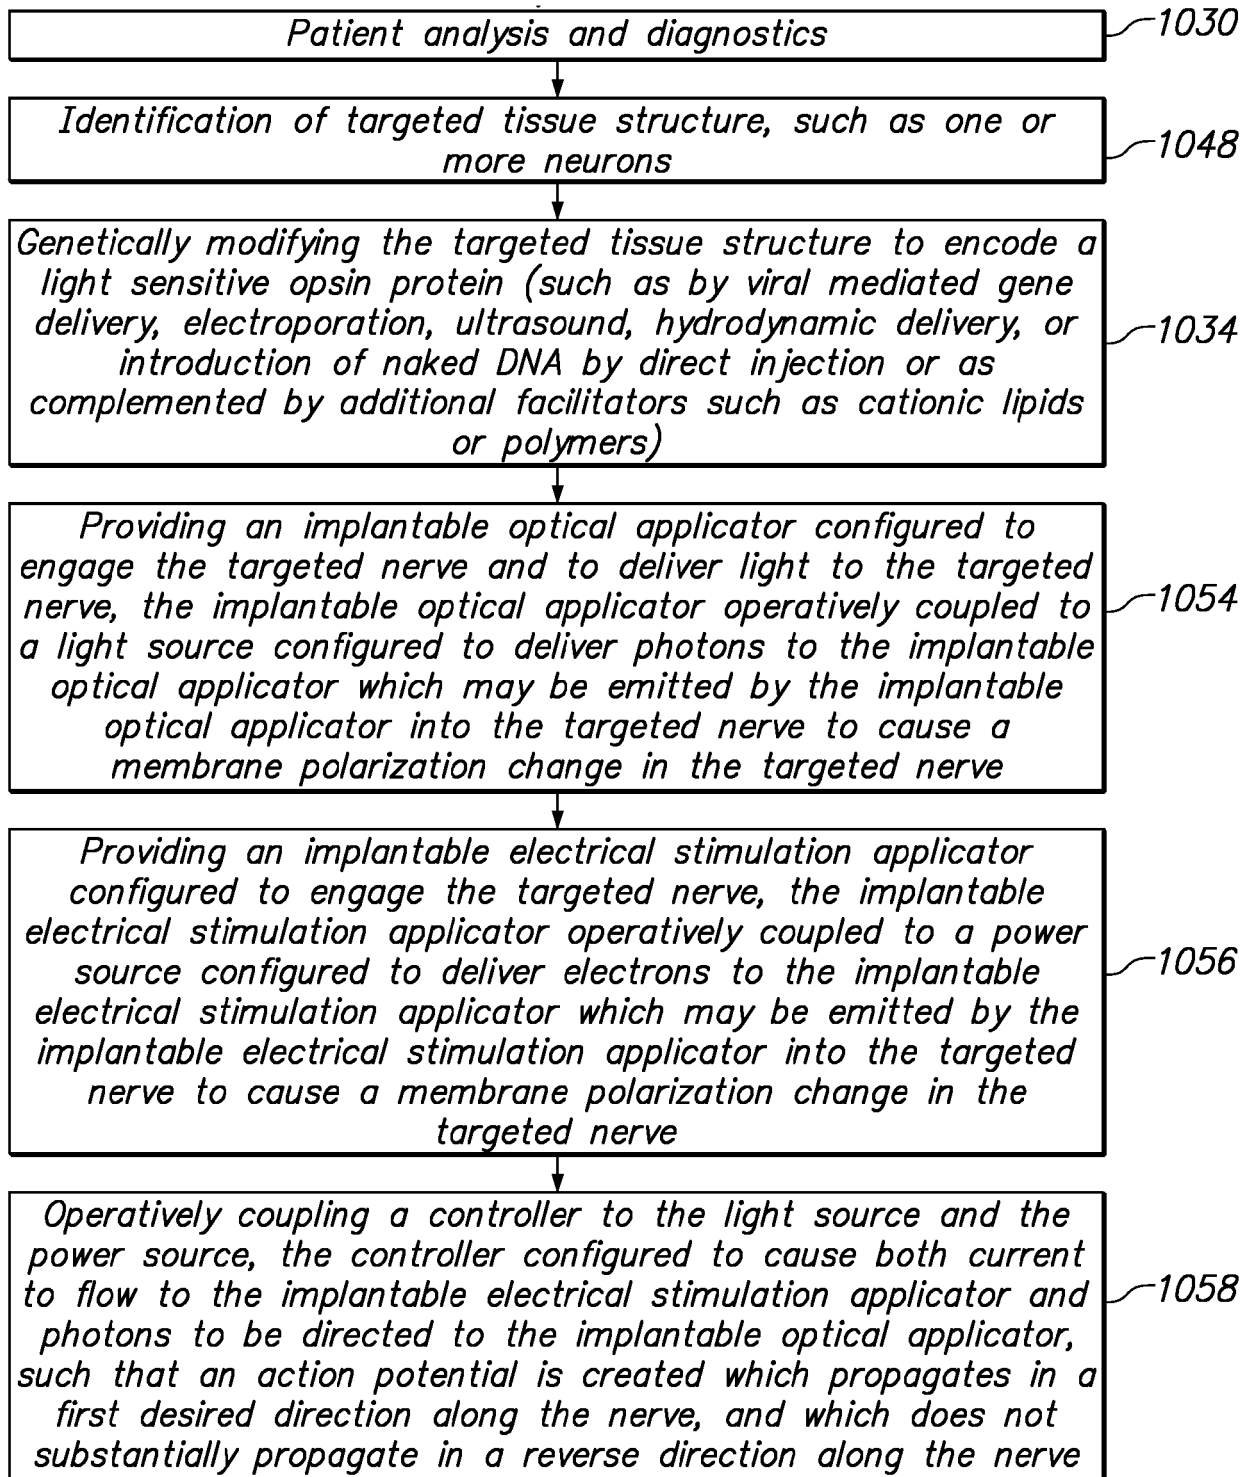 Patient analysis and diagnostics
1030
Identification of targeted tissue structure, such as one or
more neurons
1048
Genetically modifying the targeted tissue structure to encode a
light sensitive opsin protein (such as by viral mediated gene
delivery, electroporation, ultrasound, hydrodynamic delivery, or
introduction of naked DNA by direct injection or as
complemented by additional facilitators such as cationic lipids
or polymers)
1034
Providing an implantable optical applicator configured to
engage the targeted nerve and to deliver light to the targeted
nerve, the implantable optical applicator operatively coupled to
a light source configured to deliver photons to the implantable
optical applicator which may be emitted by the implantable
optical applicator into the targeted nerve to cause a
membrane polarization change in the targeted nerve
1054
Providing an implantable electrical stimulation applicator
configured to engage the targeted nerve, the implantable
electrical stimulation applicator operatively coupled to a power
source configured to deliver electrons to the implantable
electrical stimulation applicator which may be emitted by the
implantable electrical stimulation applicator into the targeted
nerve to cause a membrane polarization change in the
targeted nerve
1056
Operatively coupling a controller to the light source and the
power source, the controller configured to cause both current
to flow to the implantable electrical stimulation applicator and
photons to be directed to the implantable optical applicator,
such that an action potential is created which propagates in a
first desired direction along the nerve, and which does not
substantially propagate in a reverse direction along the nerve
1058